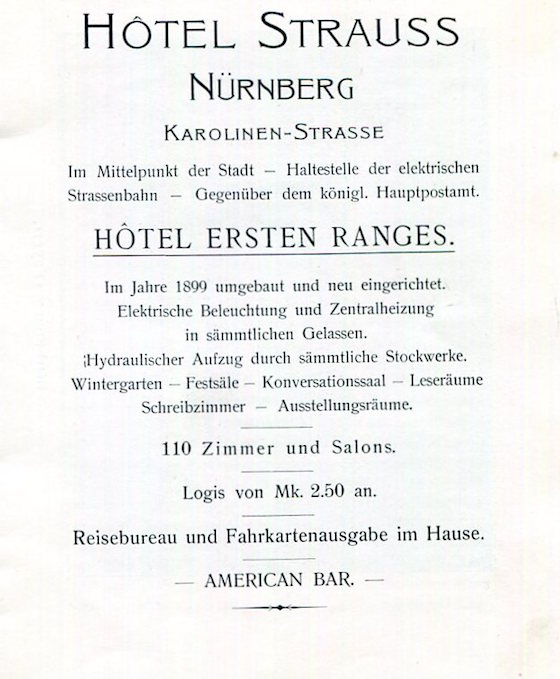 HÔTEL STRAUSS
NÜRNBERG
KAROLINEN-STRASSE
Im Mittelpunkt der Stadt — Haltestelle der elektrischen
Strassenbahn — Gegenüber dem königl. Hauptpostamt.
HÔTEL ERSTEN RANGES.
Im Jahre 1899 umgebaut und neu eingerichtet.
Elektrische Beleuchtung und Zentralheizung
in sämmtlichen Gelassen.
Hydraulischer Aufzug durch sämmtliche Stockwerke.
Wintergarten — Festsäle — Konversationssaal — Leseräume
Schreibzimmer — Ausstellungsräume.
110 Zimmer und Salons.
Logis von Mk. 2.50 an.
Reisebureau und Fahrkartenausgabe im Hause.
— AMERICAN BAR. —